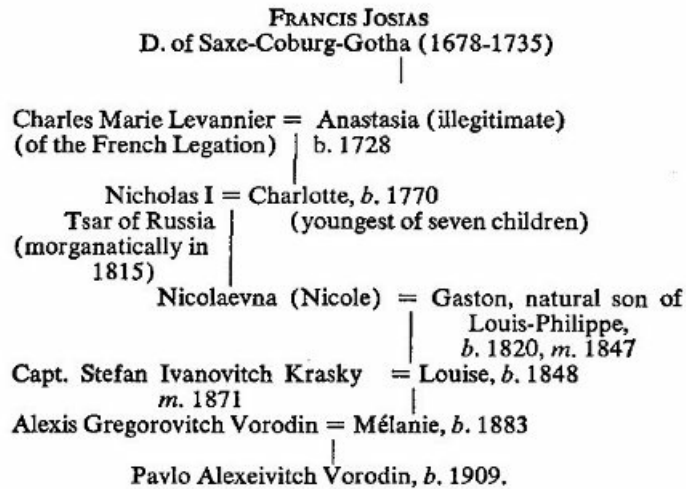 FRANCIS JOSIAS
D. of Saxe-Coburg-Gotha (1678-1735)
Charles Marie Levannier = Anastasia (illegitimate)
(of the French Legation) b. 1728
Nicholas I = Charlotte, b. 1770
Tsar of Russia (youngest of seven children)
(morganatically in
1815)
Nicolaevna (Nicole) = Gaston, natural son of
Louis-Philippe,
b. 1820, m. 1847
Capt. Stefan Ivanovitch Krasky = Louise, b. 1848
m. 1871
Alexis Gregorovitch Vorodin = Mélanie, b. 1883
Pavlo Alexeivitch Vorodin, b. 1909.